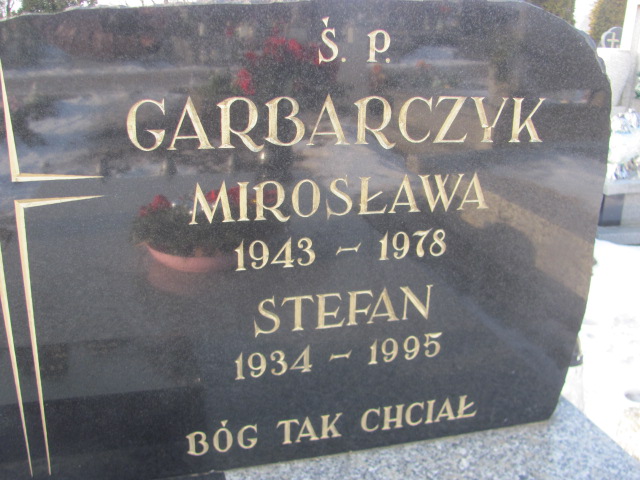 Ś. P.
GARBARCZYK
MIROSŁAWA
1943 – 1978
STEFAN
1934 – 1995
BÓG TAK CHCIAŁ